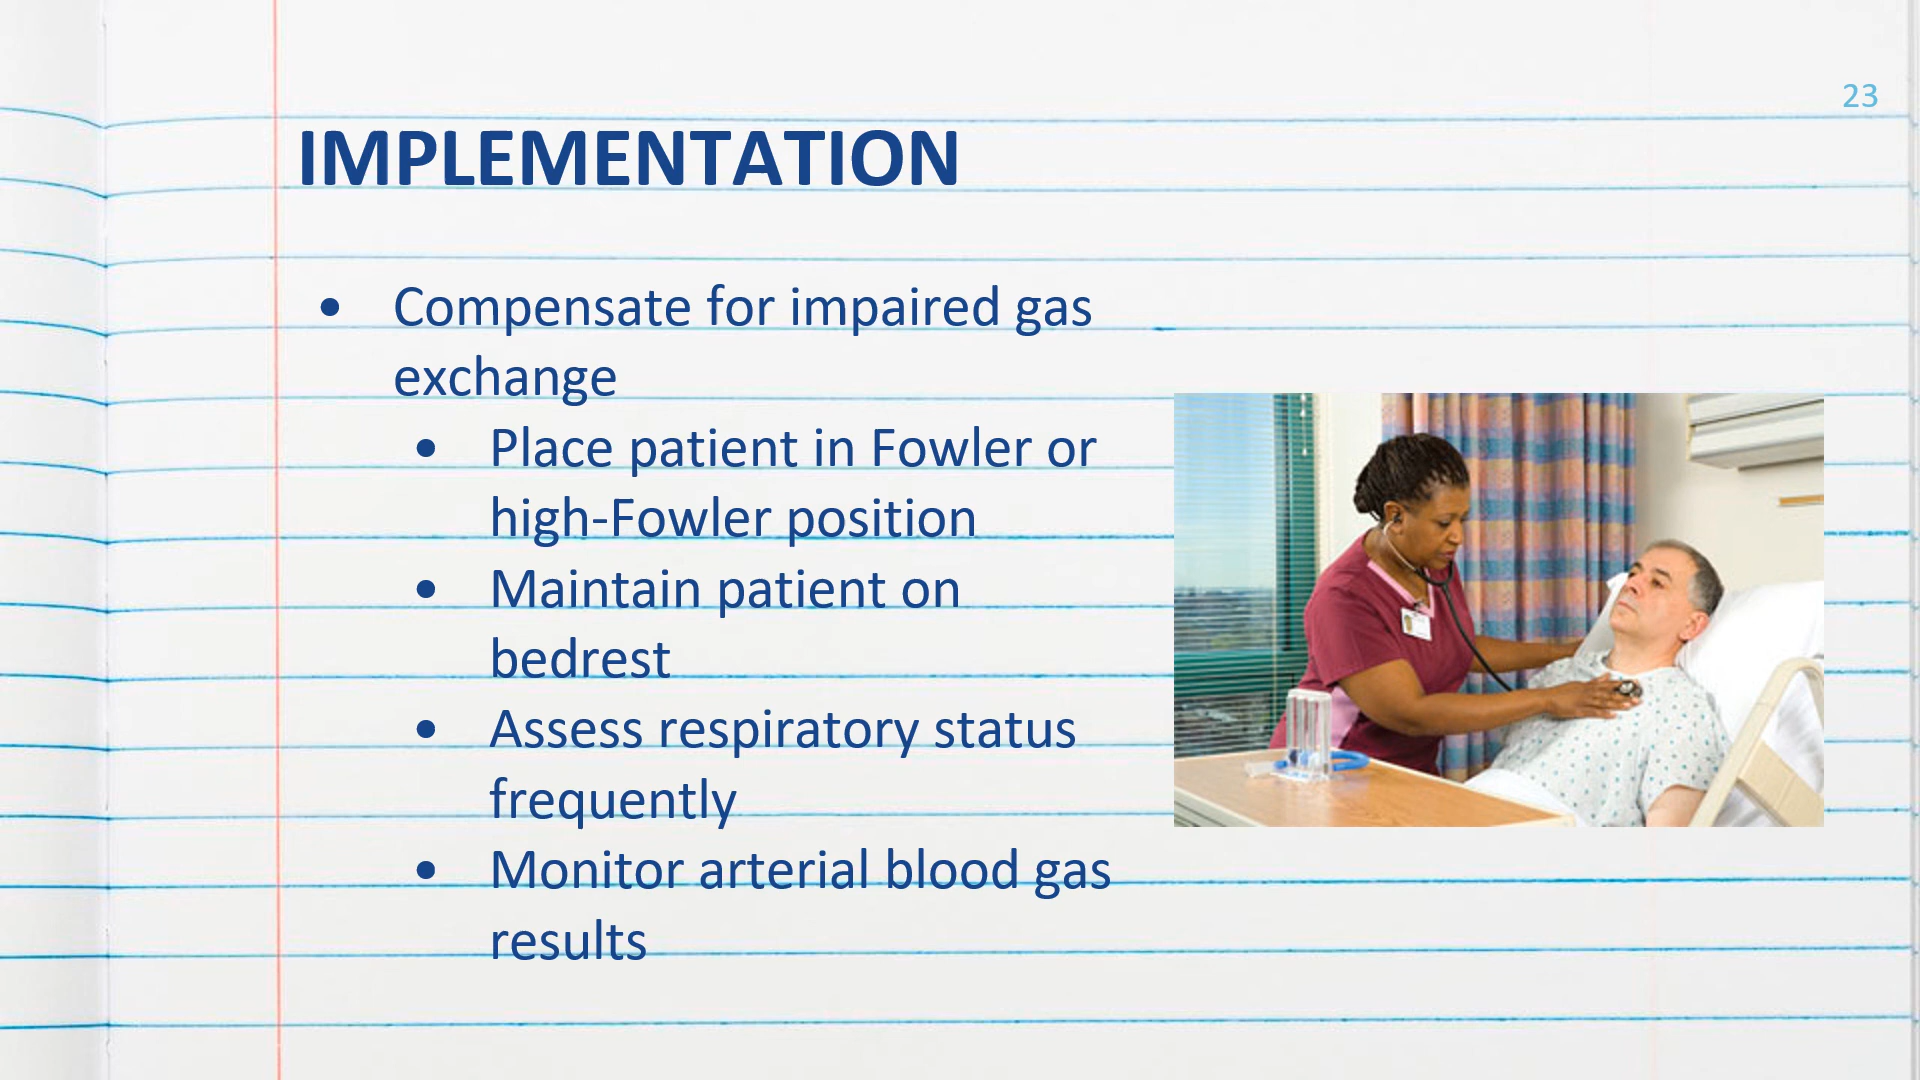 23
IMPLEMENTATION
• Compensate for impaired gas
exchange
• Place patient in Fowler or
high-Fowler position
• Maintain patient on
bedrest
• Assess respiratory status
frequently
• Monitor arterial blood gas
results